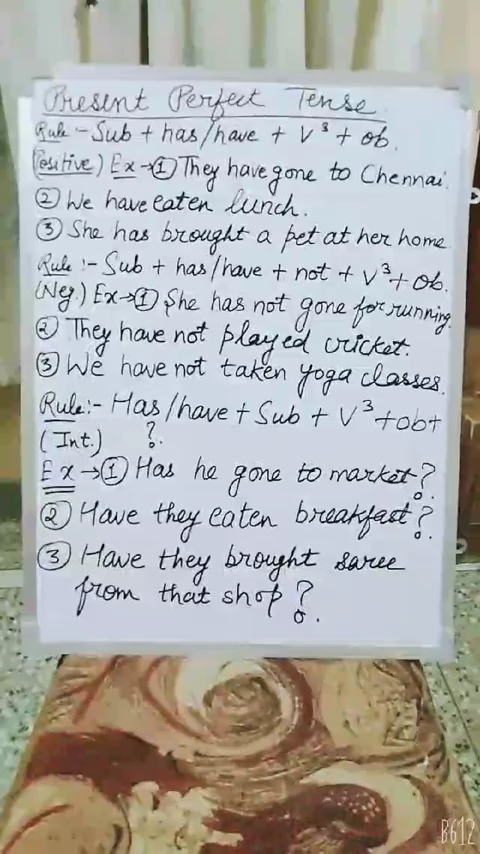 Present Perfect Tense
Rule - Sub + has/have + V³ + ob.
(Positive) Ex → ① They have gone to Chennai.
② We have eaten lunch.
③ She has brought a pet at her home.
Rule :- Sub + has/have + not + V³ + ob.
(Neg.) Ex → ① She has not gone for running.
② They have not played cricket.
③ We have not taken yoga classes.
Rule:- Has/have + Sub + V³ + ob +
(Int.) ?
Ex → ① Has he gone to market?
② Have they eaten breakfast?
③ Have they brought saree
from that shop?
B612